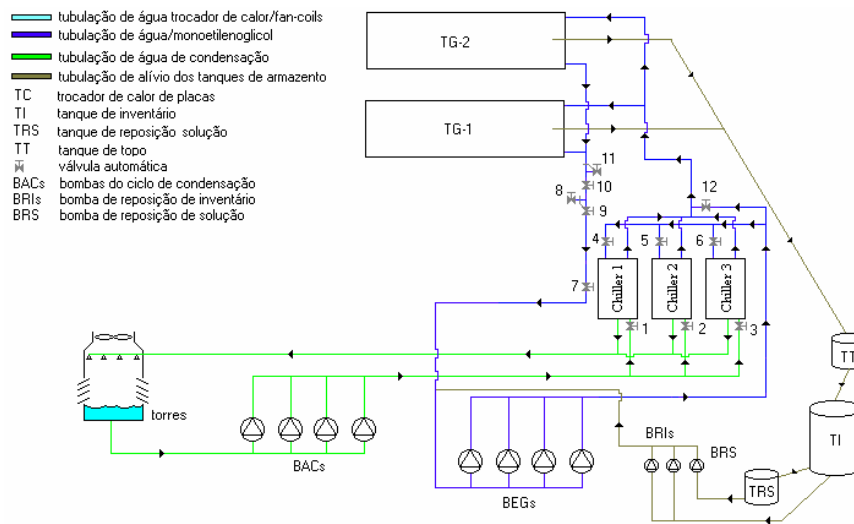 tubulação de água trocador de calor/fan-coils
tubulação de água/monoetilenoglicol
tubulação de água de condensação
tubulação de alívio dos tanques de armazento
TC trocador de calor de placas
TI tanque de inventário
TRS tanque de reposição solução
TT tanque de topo
válvula automática
BACs bombas do ciclo de condensação
BRIs bomba de reposição de inventário
BRS bomba de reposição de solução
TG-2
TG-1
11
10
8
9
12
4
5
6
7
Chiller 1
Chiller 2
Chiller 3
1
2
3
TT
torres
BACs
BEGs
BRIs
BRS
TRS
TI